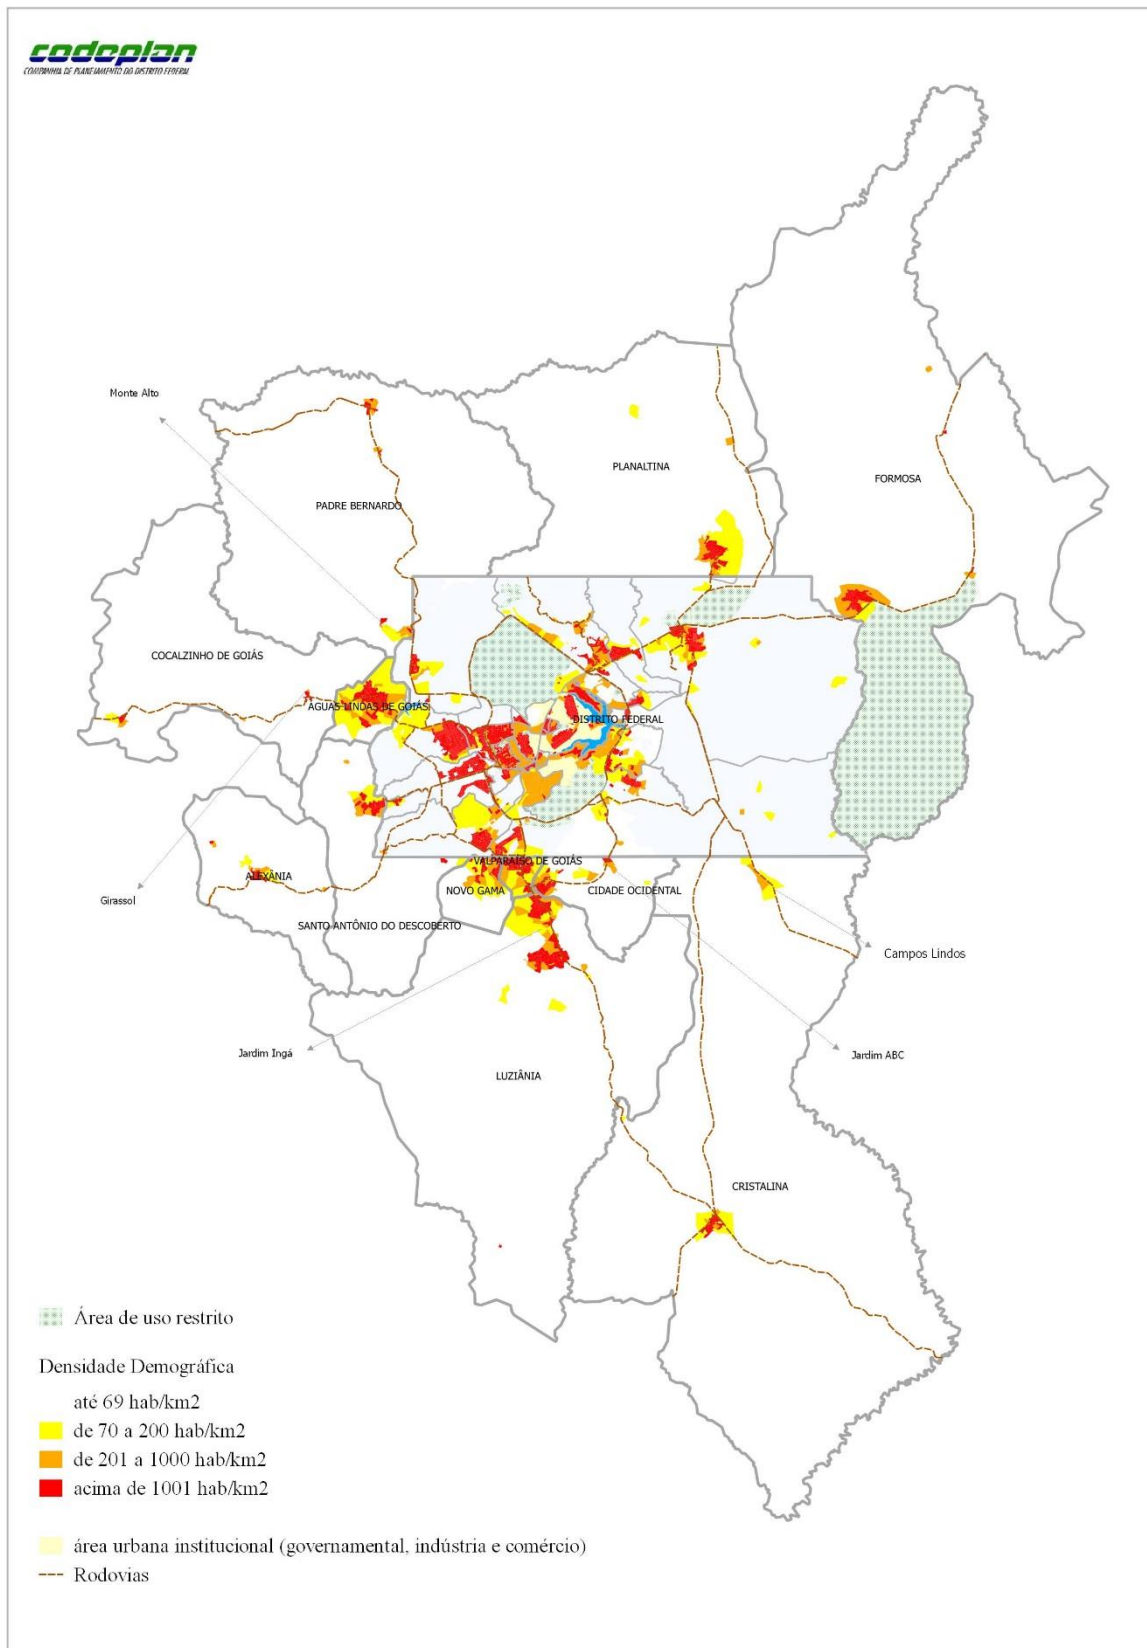 codeplan
COMPANHIA DE PLANEJAMENTO DO DISTRITO FEDERAL
Monte Alto
PLANALTINA
FORMOSA
PADRE BERNARDO
COCALZINHO DE GOIÁS
ÁGUAS LINDAS DE GOIÁS
DISTRITO FEDERAL
VALPARAÍSO DE GOIÁS
ALEXÂNIA
NOVO GAMA
CIDADE OCIDENTAL
Girassol
SANTO ANTÔNIO DO DESCOBERTO
Campos Lindos
Jardim Ingá
Jardim ABC
LUZIÂNIA
CRISTALINA
Área de uso restrito
Densidade Demográfica
até 69 hab/km2
de 70 a 200 hab/km2
de 201 a 1000 hab/km2
acima de 1001 hab/km2
área urbana institucional (governamental, indústria e comércio)
Rodovias